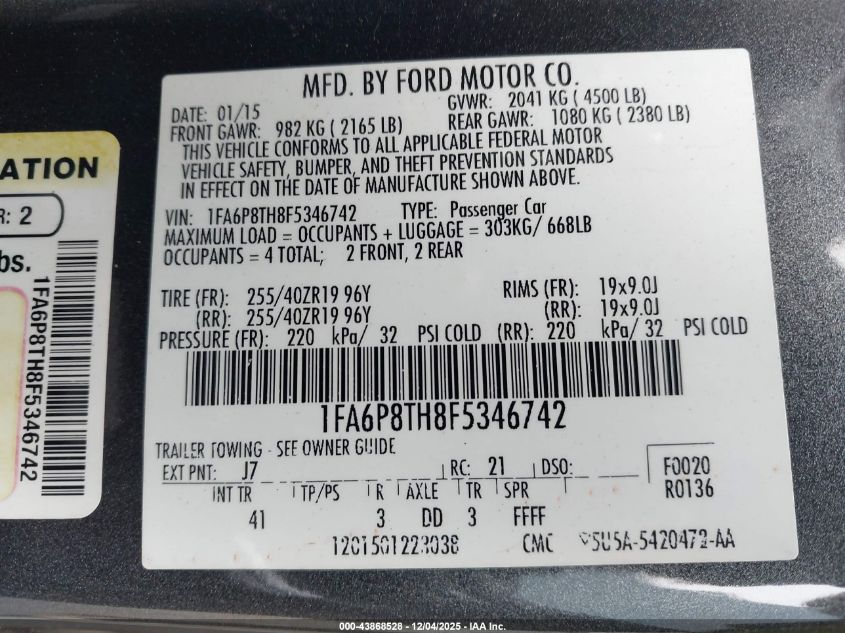 MFD. BY FORD MOTOR CO.
DATE: 01/15 GVWR: 2041 KG ( 4500 LB)
FRONT GAWR: 982 KG ( 2165 LB) REAR GAWR: 1080 KG ( 2380 LB)
THIS VEHICLE CONFORMS TO ALL APPLICABLE FEDERAL MOTOR
VEHICLE SAFETY, BUMPER, AND THEFT PREVENTION STANDARDS
IN EFFECT ON THE DATE OF MANUFACTURE SHOWN ABOVE.
VIN: 1FA6P8TH8F5346742 TYPE: Passenger Car
MAXIMUM LOAD = OCCUPANTS + LUGGAGE = 303KG/ 668LB
OCCUPANTS = 4 TOTAL; 2 FRONT, 2 REAR
TIRE (FR): 255/40ZR19 96Y RIMS (FR): 19x9.0J
(RR): 255/40ZR19 96Y (RR): 19x9.0J
PRESSURE (FR): 220 kPa/ 32 PSI COLD (RR): 220 kPa/ 32 PSI COLD
1FA6P8TH8F5346742
TRAILER TOWING - SEE OWNER GUIDE
EXT PNT: J7 RC: 21 DSO: F0020
R0136
INT TR TP/PS R AXLE TR SPR
41 3 DD 3 FFFF
1201501223038 CMC 5U5A-5420472-AA
ATION
R: 2
bs.
1FA6P8TH8F5346742
000-43868528 - 12/04/2025 - IAA Inc.